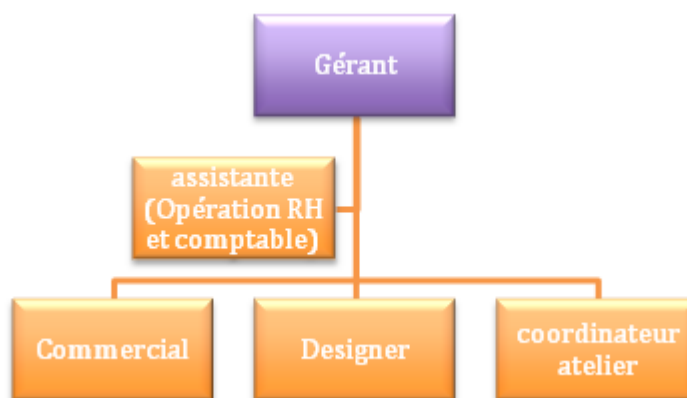 Gérant
assistante
(Opération RH
et comptable)
Commercial
Designer
coordinateur
atelier